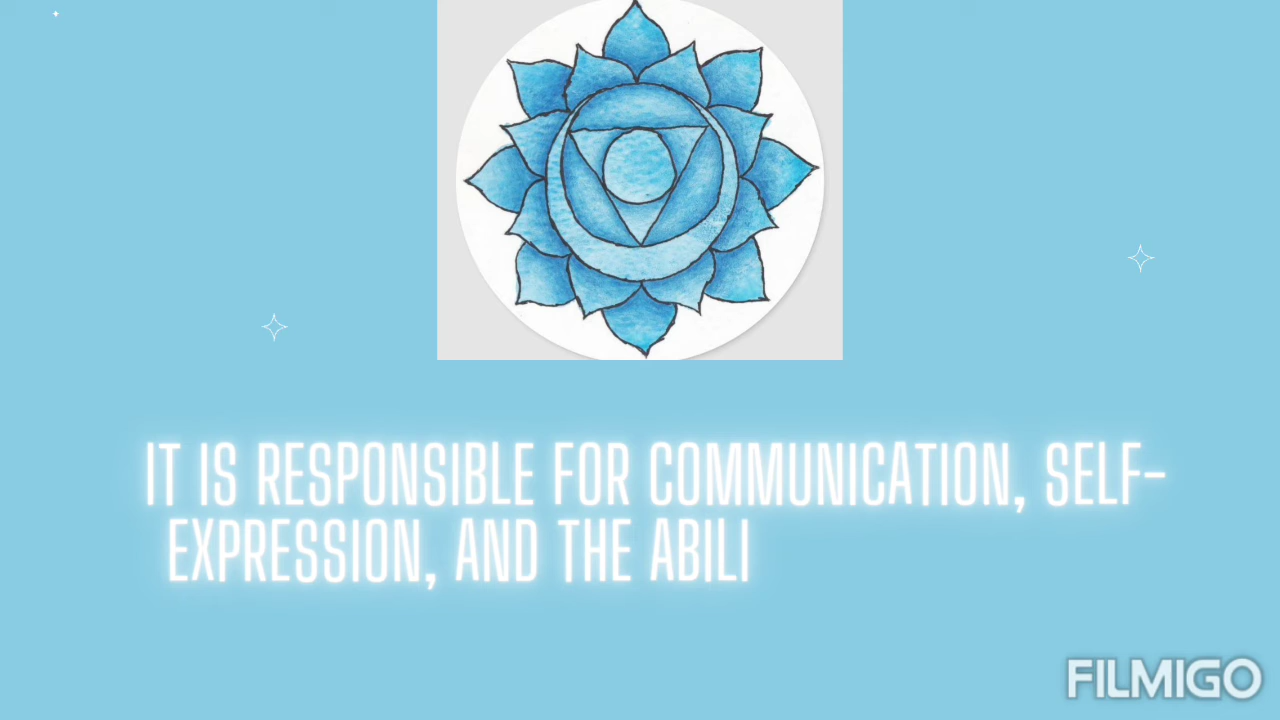 IT IS RESPONSIBLE FOR COMMUNICATION, SELF-
EXPRESSION, AND THE ABILI
FILMIGO